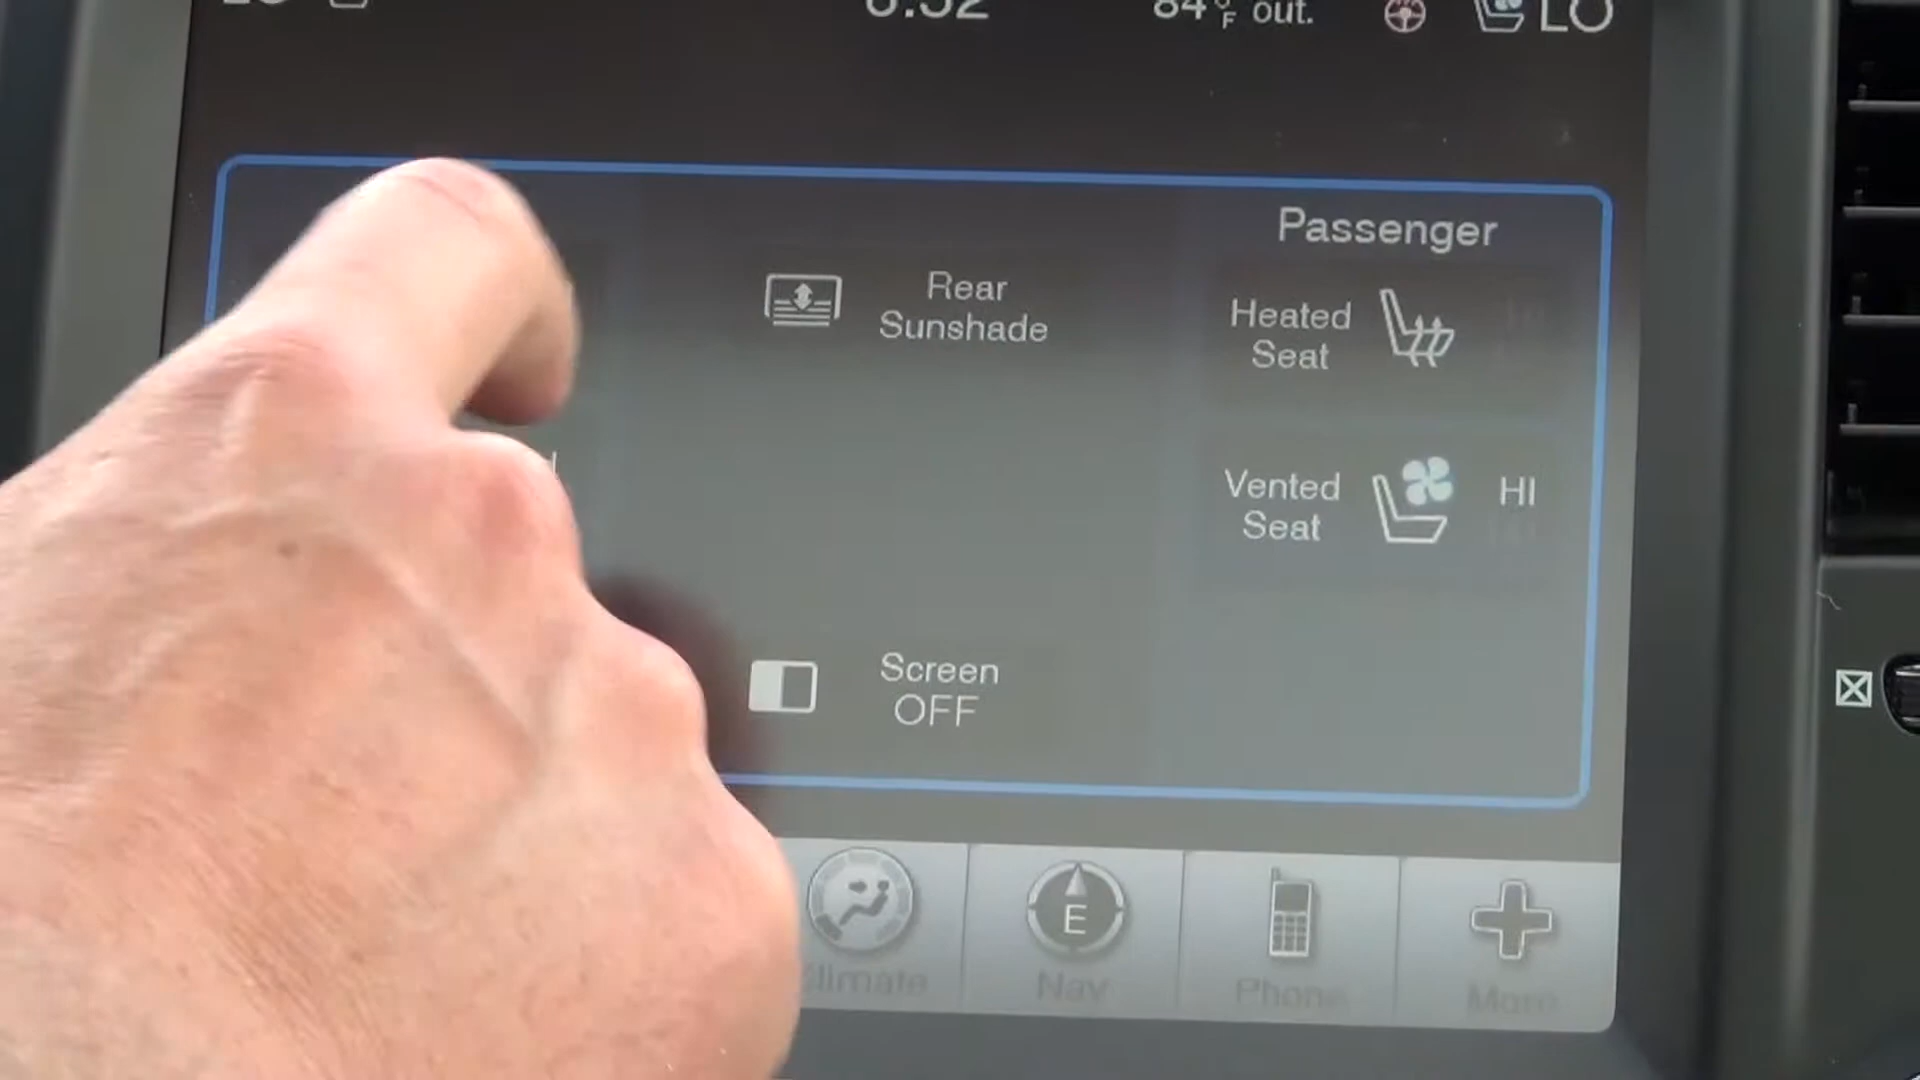 84°F out.
LO
Passenger
Rear
Sunshade
Heated
Seat
Vented
Seat
HI
Screen
OFF
E
Climate
Nav
Phone
More